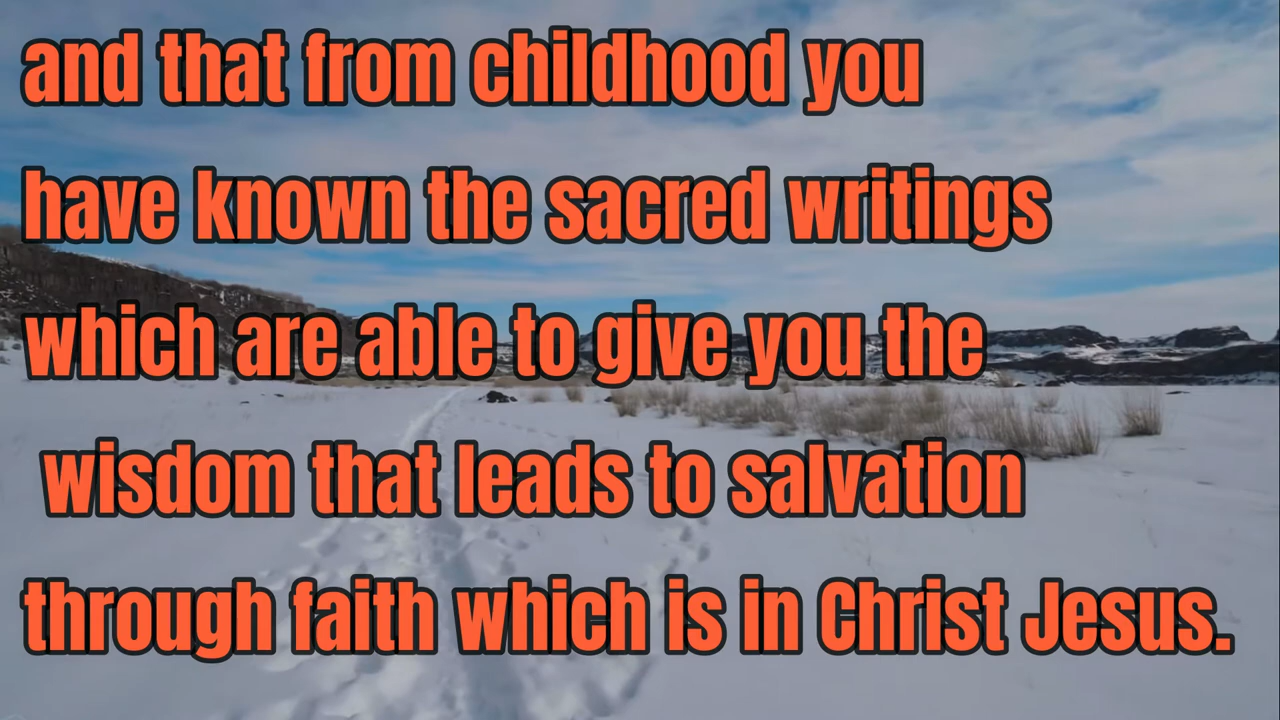 and that from childhood you
have known the sacred writings
which are able to give you the
wisdom that leads to salvation
through faith which is in Christ Jesus.